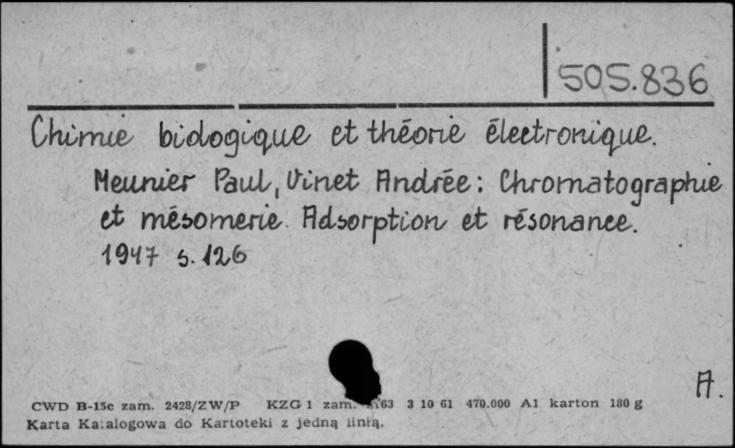 505.836
Chimie biologique et théorie électronique.
Meunier Paul, Vinet Andrée: Chromatographie
et mésomerie. Adsorption et résonance.
1947 s. 126
A.
CWD B-15c zam. 2428/ZW/P KZG 1 zam. 63 3 10 61 470.000 A1 karton 180 g
Karta Katalogowa do Kartoteki z jedną linią.